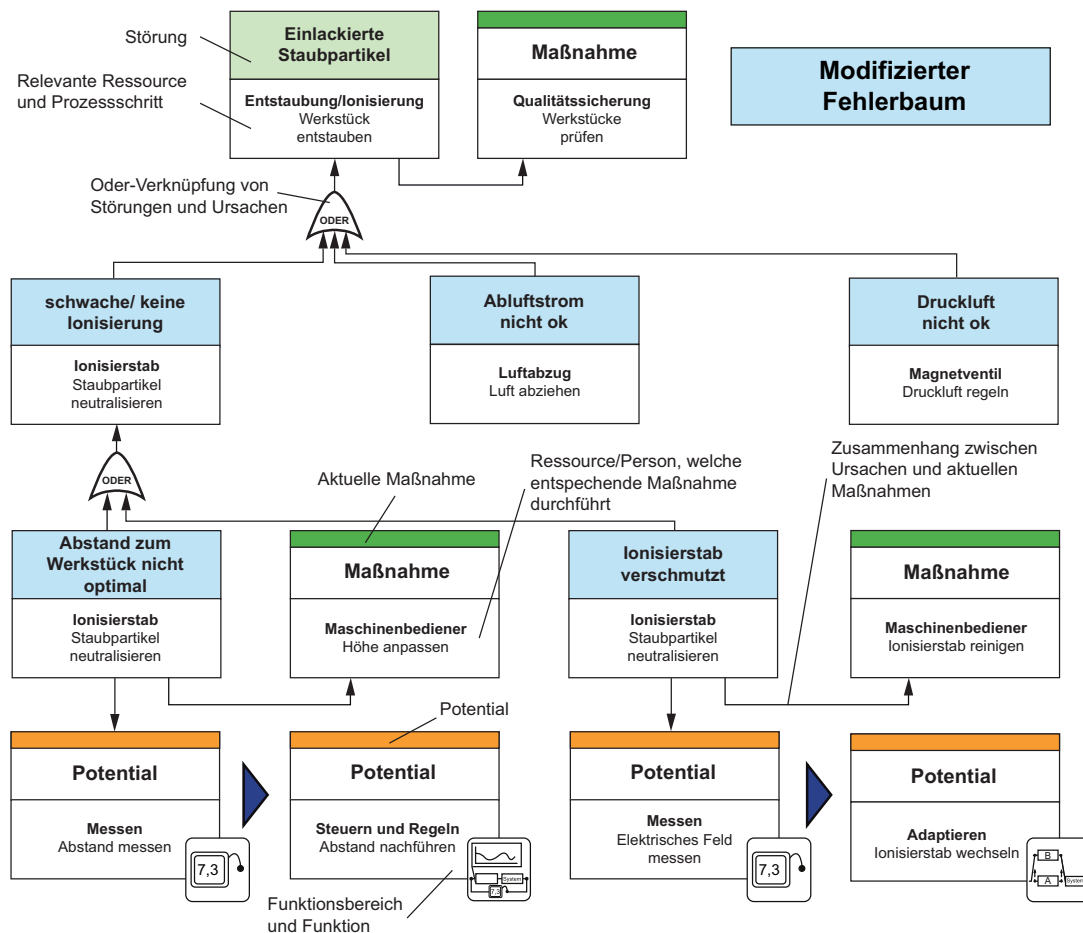 Störung
Einlackierte
Staubpartikel
Maßnahme
Modifizierter
Fehlerbaum
Relevante Ressource
und Prozessschritt
Entstaubung/Ionisierung
Werkstück
entstauben
Qualitätssicherung
Werkstücke
prüfen
Oder-Verknüpfung von
Störungen und Ursachen
ODER
schwache/ keine
Ionisierung
Ionisierstab
Staubpartikel
neutralisieren
Abluftstrom
nicht ok
Luftabzug
Luft abziehen
Druckluft
nicht ok
Magnetventil
Druckluft regeln
ODER
Aktuelle Maßnahme
Ressource/Person, welche
entspechende Maßnahme
durchführt
Zusammenhang zwischen
Ursachen und aktuellen
Maßnahmen
Abstand zum
Werkstück nicht
optimal
Ionisierstab
Staubpartikel
neutralisieren
Maßnahme
Maschinenbediener
Höhe anpassen
Ionisierstab
verschmutzt
Ionisierstab
Staubpartikel
neutralisieren
Maßnahme
Maschinenbediener
Ionisierstab reinigen
Potential
Potential
Messen
Abstand messen
7,3
Potential
Steuern und Regeln
Abstand nachführen
System
7,3
Potential
Messen
Elektrisches Feld
messen
7,3
Potential
Adaptieren
Ionisierstab wechseln
B
A
System
Funktionsbereich
und Funktion